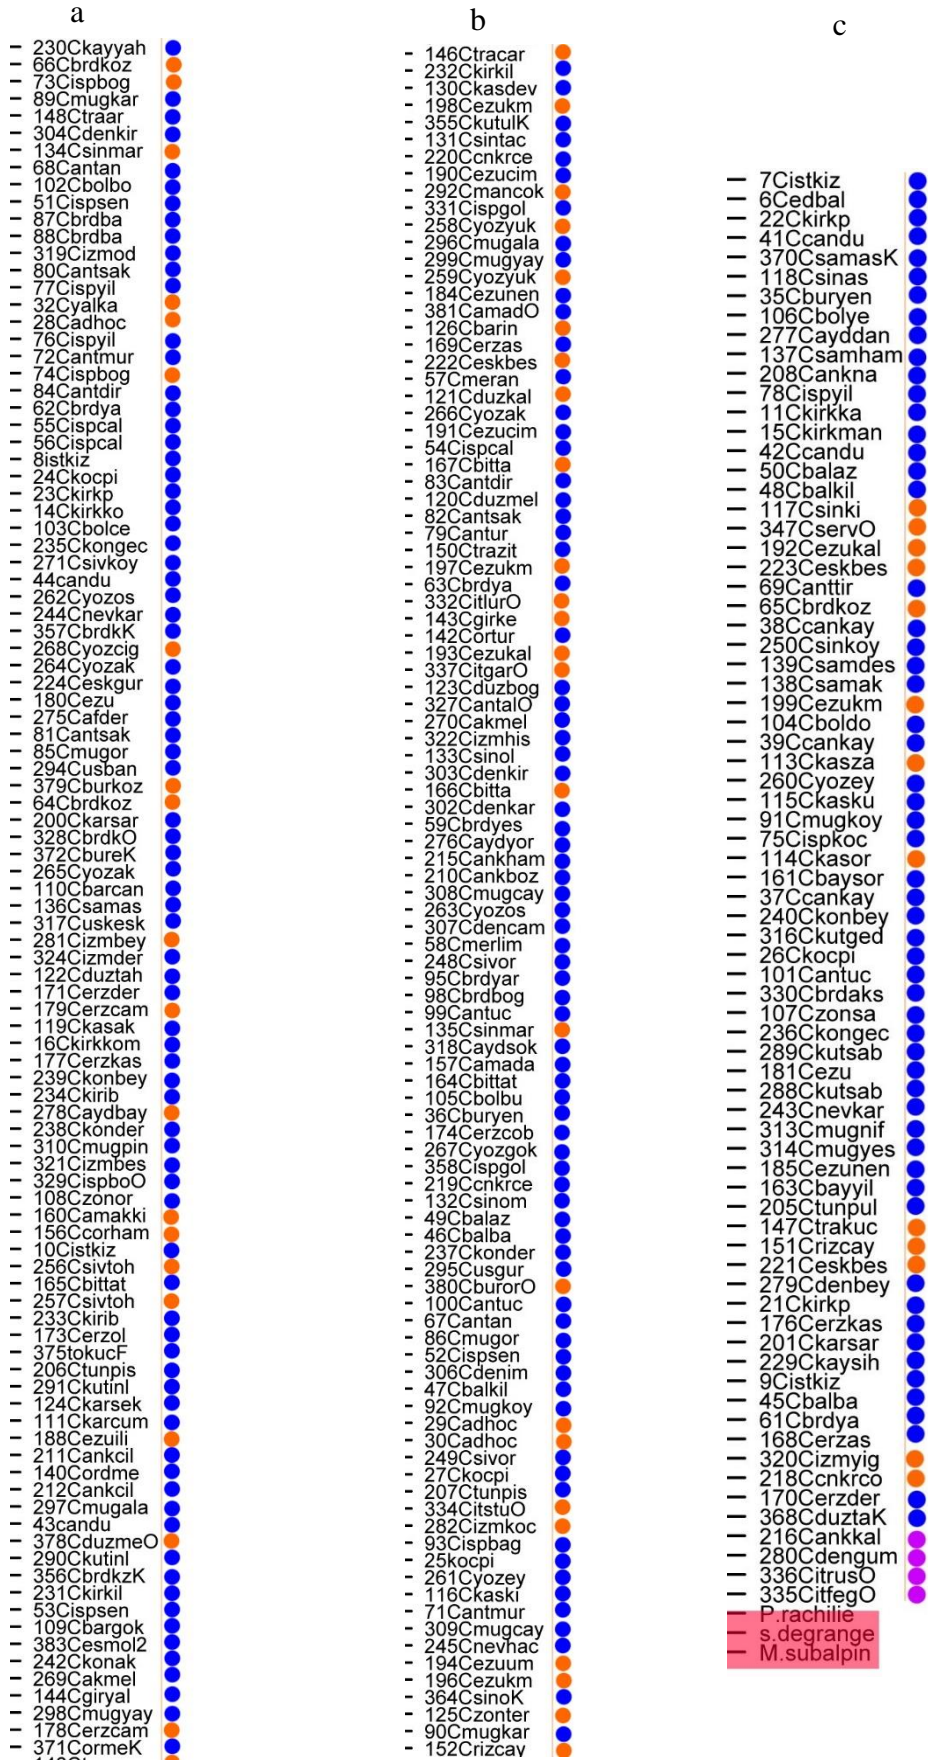 a
230Ckayyah
66Cbrdkoz
73Cispbog
89Cmugkar
148Ctraar
304Cdenkir
134Csinmar
68Cantan
102Cbolbo
51Cispsen
87Cbrdba
88Cbrdba
319Cizmod
80Cantsak
77Cispyil
32Cyalka
28Cadhoc
76Cispyil
72Cantmur
74Cispbog
84Cantdir
62Cbrdya
55Cispcal
56Cispcal
8istkiz
24Ckocpi
23Ckirkp
14Ckirkko
103Cbolce
235Ckongec
271Csivkoy
44candu
262Cyozos
244Cnevkar
357CbrdkK
268Cyozcig
264Cyozak
224Ceskgur
180Cezu
275Cafder
81Cantsak
85Cmugor
294Cusban
379Cburkoz
64Cbrdkoz
200Ckarsar
328CbrdkO
372CbureK
265Cyozak
110Cbarcan
136Csamas
317Cuskesk
281Cizmbey
324Cizmder
122Cduztah
171Cerzder
179Cerzcam
119Ckasak
16Ckirkkom
177Cerzkas
239Ckonbey
234Ckirib
278Caydbay
238Ckonder
310Cmugpin
321Cizmbes
329CispboO
108Czonor
160Camakki
156Ccorham
10Cistkiz
256Csivtoh
165Cbittat
257Csivtoh
233Ckirib
173Cerzol
375tokucF
206Ctunpis
291Ckutinl
124Ckarsek
111Ckarcum
188Cezuili
211Cankcil
140Cordme
212Cankcil
297Cmugala
43candu
378CduzmeO
290Ckutinl
356CbrdkzK
231Ckirkil
53Cispsen
109Cbargok
383Cesmol2
242Ckonak
269Cakmel
144Cgiryal
298Cmugyay
178Cerzcam
371CormeK
b
146Ctracar
232Ckirkil
130Ckasdev
198Cezukm
355CkutulK
131Csintac
220Ccnkrce
190Cezucim
292Cmancok
331Cispgol
258Cyozyuk
296Cmugala
299Cmugyay
259Cyozyuk
184Cezunen
381CamadO
126Cbarin
169Cerzas
222Ceskbes
57Cmeran
121Cduzkal
266Cyozak
191Cezucim
54Cispcal
167Cbitta
83Cantdir
120Cduzmel
82Cantsak
79Cantur
150Ctrazit
197Cezukm
63Cbrdya
332CitlurO
143Cgirke
142Cortur
193Cezukal
337CitgarO
123Cduzbog
327CantalO
270Cakmel
322Cizmhis
133Csinol
303Cdenkir
166Cbitta
302Cdenkar
59Cbrdyes
276Caydyor
215Cankham
210Cankboz
308Cmugcay
263Cyozos
307Cdencam
58Cmerlim
248Csivor
95Cbrdyar
98Cbrdbog
99Cantuc
135Csinmar
318Caydsok
157Camada
164Cbittat
105Cbolbu
36Cburyen
174Cerzcob
267Cyozgok
358Cispgol
219Ccnkrce
132Csinom
49Cbalaz
46Cbalba
237Ckonder
295Cusgur
380CburorO
100Cantuc
67Cantan
86Cmugor
52Cispsen
306Cdenim
47Cbalkil
92Cmugkoy
29Cadhoc
30Cadhoc
249Csivor
27Ckocpi
207Ctunpis
334CitstuO
282Cizmkoc
93Cispbag
25kocpi
261Cyozey
116Ckaski
71Cantmur
309Cmugcay
245Cnevhac
194Cezuum
196Cezukm
364CsinoK
125Czonter
90Cmugkar
152Crizcay
c
7Cistkiz
6Cedbal
22Ckirkp
41Ccandu
370CsamasK
118Csinas
35Cburyen
106Cbolye
277Cayddan
137Csamham
208Cankna
78Cispyil
11Ckirkka
15Ckirkman
42Ccandu
50Cbalaz
48Cbalkil
117Csinki
347CservO
192Cezukal
223Ceskbes
69Canttir
65Cbrdkoz
38Ccankay
250Csinkoy
139Csamdes
138Csamak
199Cezukm
104Cboldo
39Ccankay
113Ckasza
260Cyozey
115Ckasku
91Cmugkoy
75Cispkoc
114Ckasor
161Cbaysor
37Ccankay
240Ckonbey
316Ckutged
26Ckocpi
101Cantuc
330Cbrdaks
107Czonsa
236Ckongec
289Ckutsab
181Cezu
288Ckutsab
243Cnevkar
313Cmugnif
314Cmugyes
185Cezunen
163Cbayyil
205Ctunpul
147Ctrakuc
151Crizcay
221Ceskbes
279Cdenbey
21Ckirkp
176Cerzkas
201Ckarsar
229Ckaysih
9Cistkiz
45Cbalba
61Cbrdya
168Cerzas
320Cizmyig
218Ccnkrco
170Cerzder
368CduztaK
216Cankkal
280Cdengum
336CitrusO
335CitfegO
P.rachilie
s.degrange
M.subalpin